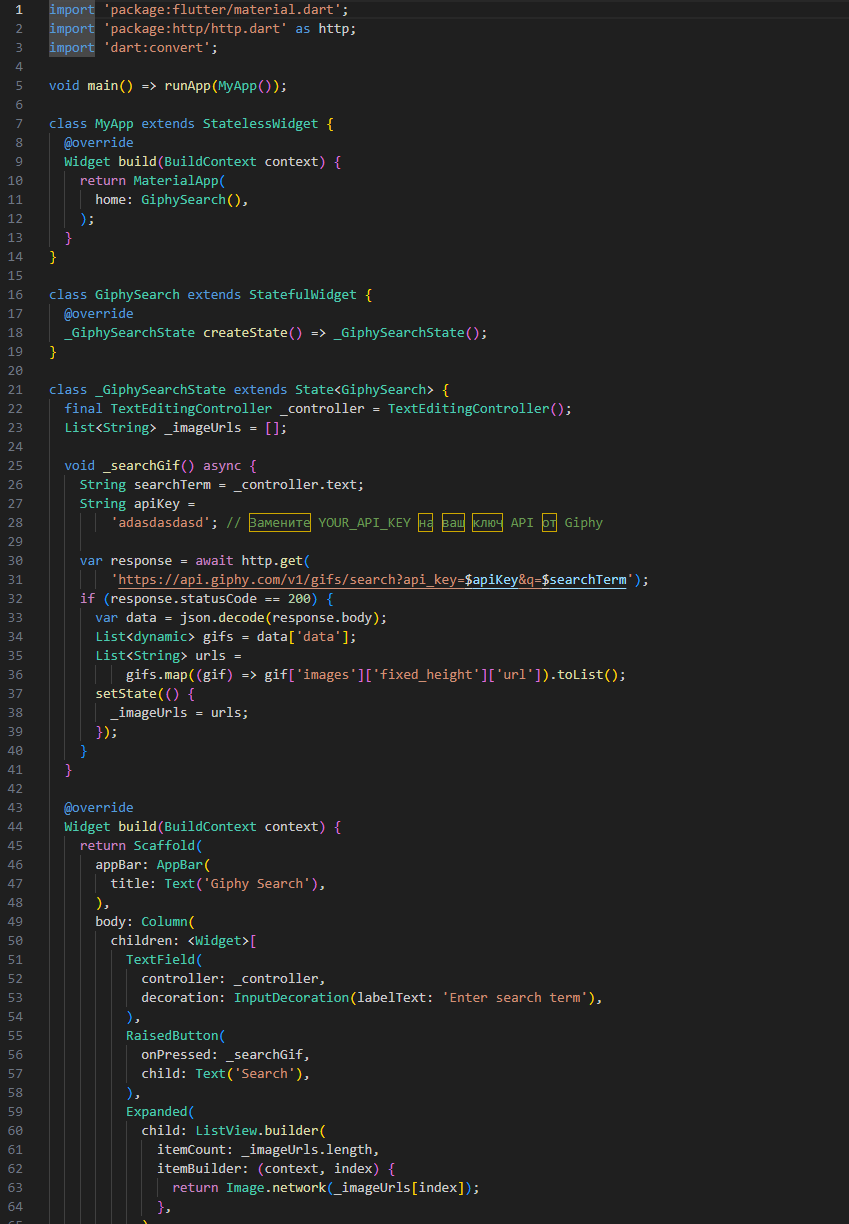 1 import 'package:flutter/material.dart';
2 import 'package:http/http.dart' as http;
3 import 'dart:convert';
4
5 void main() => runApp(MyApp());
6
7 class MyApp extends StatelessWidget {
8 @override
9 Widget build(BuildContext context) {
10 return MaterialApp(
11 home: GiphySearch(),
12 );
13 }
14 }
15
16 class GiphySearch extends StatefulWidget {
17 @override
18 _GiphySearchState createState() => _GiphySearchState();
19 }
20
21 class _GiphySearchState extends State<GiphySearch> {
22 final TextEditingController _controller = TextEditingController();
23 List<String> _imageUrls = [];
24
25 void _searchGif() async {
26 String searchTerm = _controller.text;
27 String apiKey =
28 'adasdasdasd'; // Замените YOUR_API_KEY на ваш ключ API от Giphy
29
30 var response = await http.get(
31 'https://api.giphy.com/v1/gifs/search?api_key=$apiKey&q=$searchTerm');
32 if (response.statusCode == 200) {
33 var data = json.decode(response.body);
34 List<dynamic> gifs = data['data'];
35 List<String> urls =
36 gifs.map((gif) => gif['images']['fixed_height']['url']).toList();
37 setState(() {
38 _imageUrls = urls;
39 });
40 }
41 }
42
43 @override
44 Widget build(BuildContext context) {
45 return Scaffold(
46 appBar: AppBar(
47 title: Text('Giphy Search'),
48 ),
49 body: Column(
50 children: <Widget>[
51 TextField(
52 controller: _controller,
53 decoration: InputDecoration(labelText: 'Enter search term'),
54 ),
55 RaisedButton(
56 onPressed: _searchGif,
57 child: Text('Search'),
58 ),
59 Expanded(
60 child: ListView.builder(
61 itemCount: _imageUrls.length,
62 itemBuilder: (context, index) {
63 return Image.network(_imageUrls[index]);
64 },